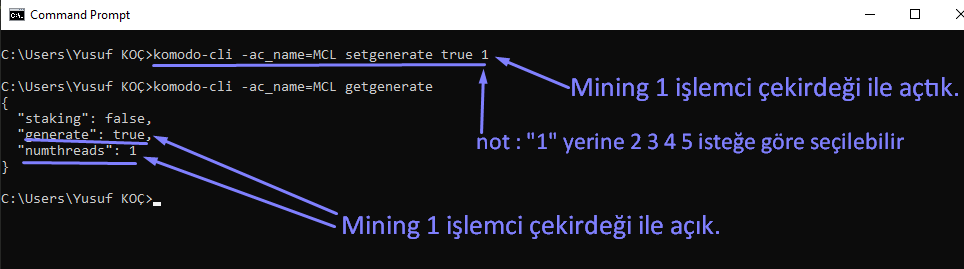 Command Prompt
C:\Users\Yusuf KOÇ>komodo-cli -ac_name=MCL setgenerate true 1
Mining 1 işlemci çekirdeği ile açtık.
C:\Users\Yusuf KOÇ>komodo-cli -ac_name=MCL getgenerate
{
"staking": false,
"generate": true,
not : "1" yerine 2 3 4 5 isteğe göre seçilebilir
"numthreads": 1
}
C:\Users\Yusuf KOÇ>
Mining 1 işlemci çekirdeği ile açık.